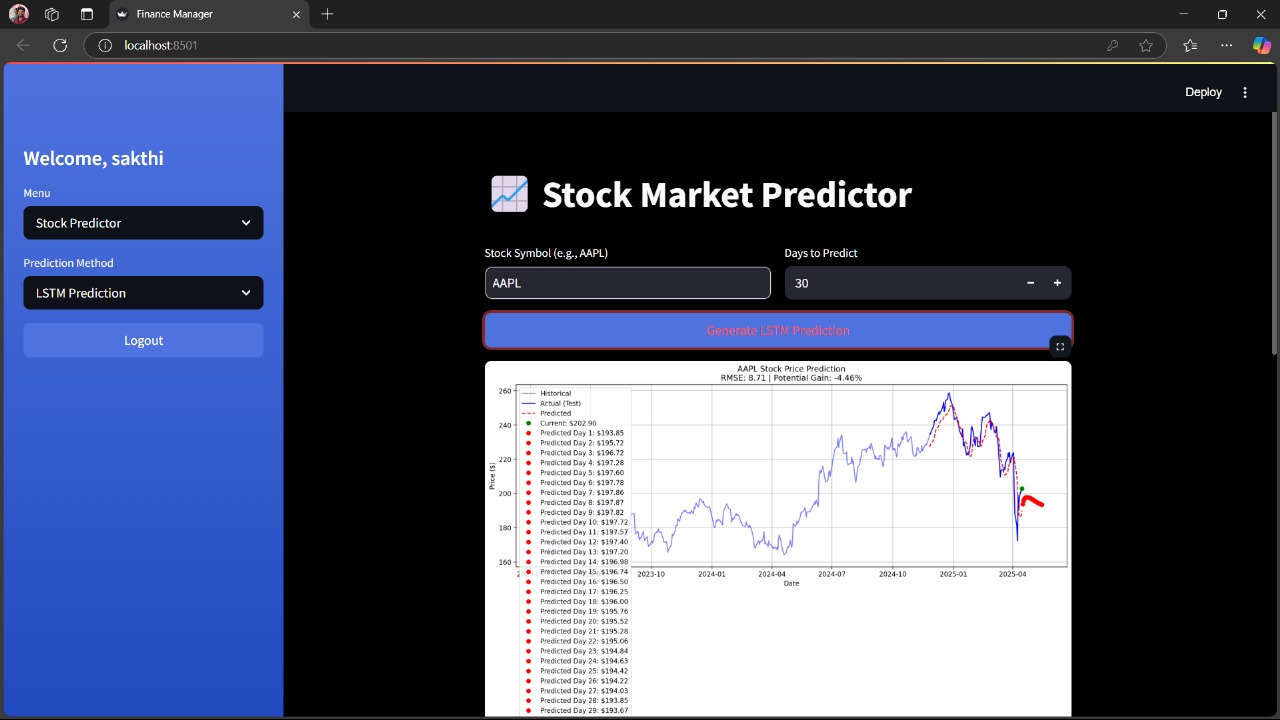 Finance Manager
localhost:8501
Deploy
Welcome, sakthi
Menu
Stock Predictor
Prediction Method
LSTM Prediction
Logout
Stock Market Predictor
Stock Symbol (e.g., AAPL)
Days to Predict
AAPL
30
Generate LSTM Prediction
AAPL Stock Price Prediction
RMSE: 8.71 | Potential Gain: -4.46%
Price ($)
260
240
220
200
180
160
Historical
Actual (Test)
Predicted
Current: $202.90
Predicted Day 1: $193.85
Predicted Day 2: $195.72
Predicted Day 3: $196.72
Predicted Day 4: $197.28
Predicted Day 5: $197.60
Predicted Day 6: $197.78
Predicted Day 7: $197.86
Predicted Day 8: $197.87
Predicted Day 9: $197.82
Predicted Day 10: $197.72
Predicted Day 11: $197.57
Predicted Day 12: $197.40
Predicted Day 13: $197.20
Predicted Day 14: $196.98
Predicted Day 15: $196.74
Predicted Day 16: $196.50
Predicted Day 17: $196.25
Predicted Day 18: $196.00
Predicted Day 19: $195.76
Predicted Day 20: $195.52
Predicted Day 21: $195.28
Predicted Day 22: $195.06
Predicted Day 23: $194.84
Predicted Day 24: $194.63
Predicted Day 25: $194.42
Predicted Day 26: $194.22
Predicted Day 27: $194.03
Predicted Day 28: $193.85
Predicted Day 29: $193.67
2023-10 2024-01 2024-04 2024-07 2024-10 2025-01 2025-04
Date